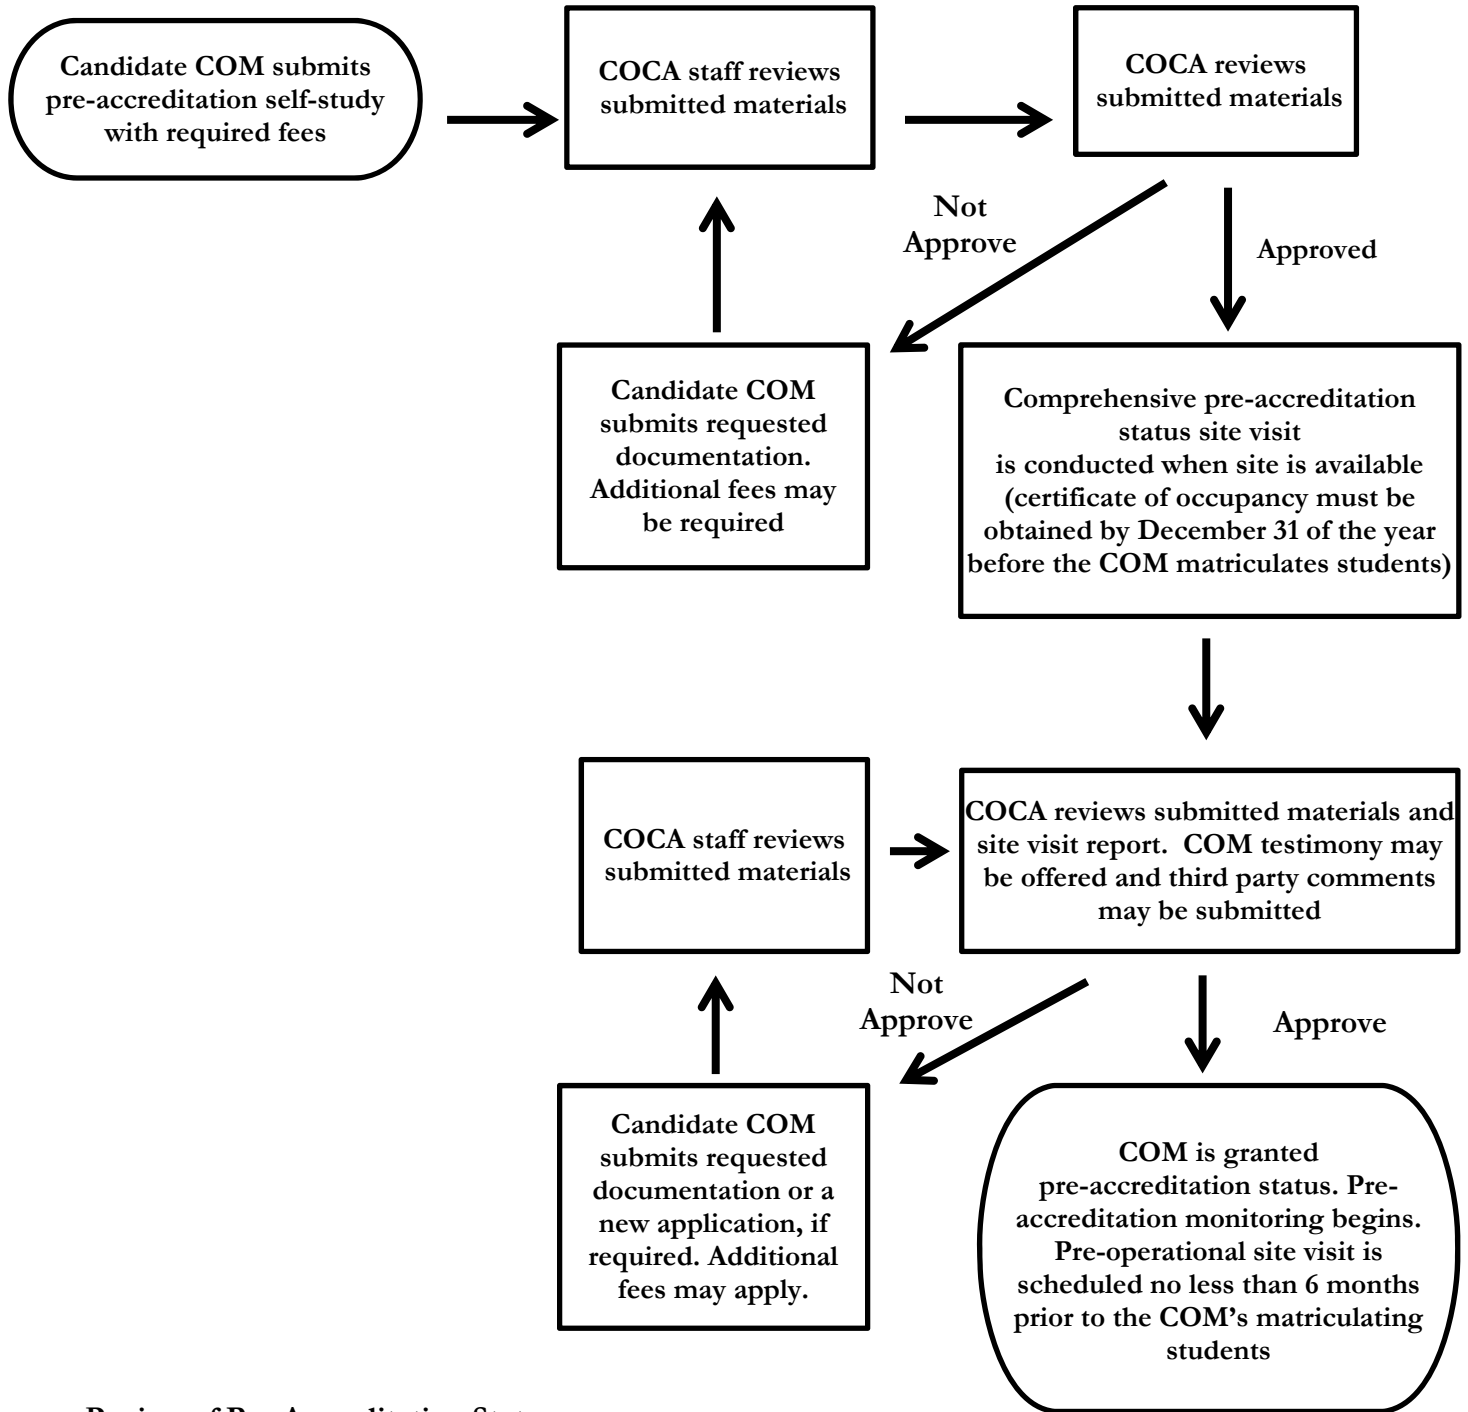 Candidate COM submits
pre-accreditation self-study
with required fees
COCA staff reviews
submitted materials
COCA reviews
submitted materials
Not
Approve
Approved
Candidate COM
submits requested
documentation.
Additional fees may
be required
Comprehensive pre-accreditation
status site visit
is conducted when site is available
(certificate of occupancy must be
obtained by December 31 of the year
before the COM matriculates students)
COCA staff reviews
submitted materials
COCA reviews submitted materials and
site visit report.  COM testimony may
be offered and third party comments
may be submitted
Not
Approve
Approve
Candidate COM
submits requested
documentation or a
new application, if
required. Additional
fees may apply.
COM is granted
pre-accreditation status. Pre-
accreditation monitoring begins.
Pre-operational site visit is
scheduled no less than 6 months
prior to the COM’s matriculating
students